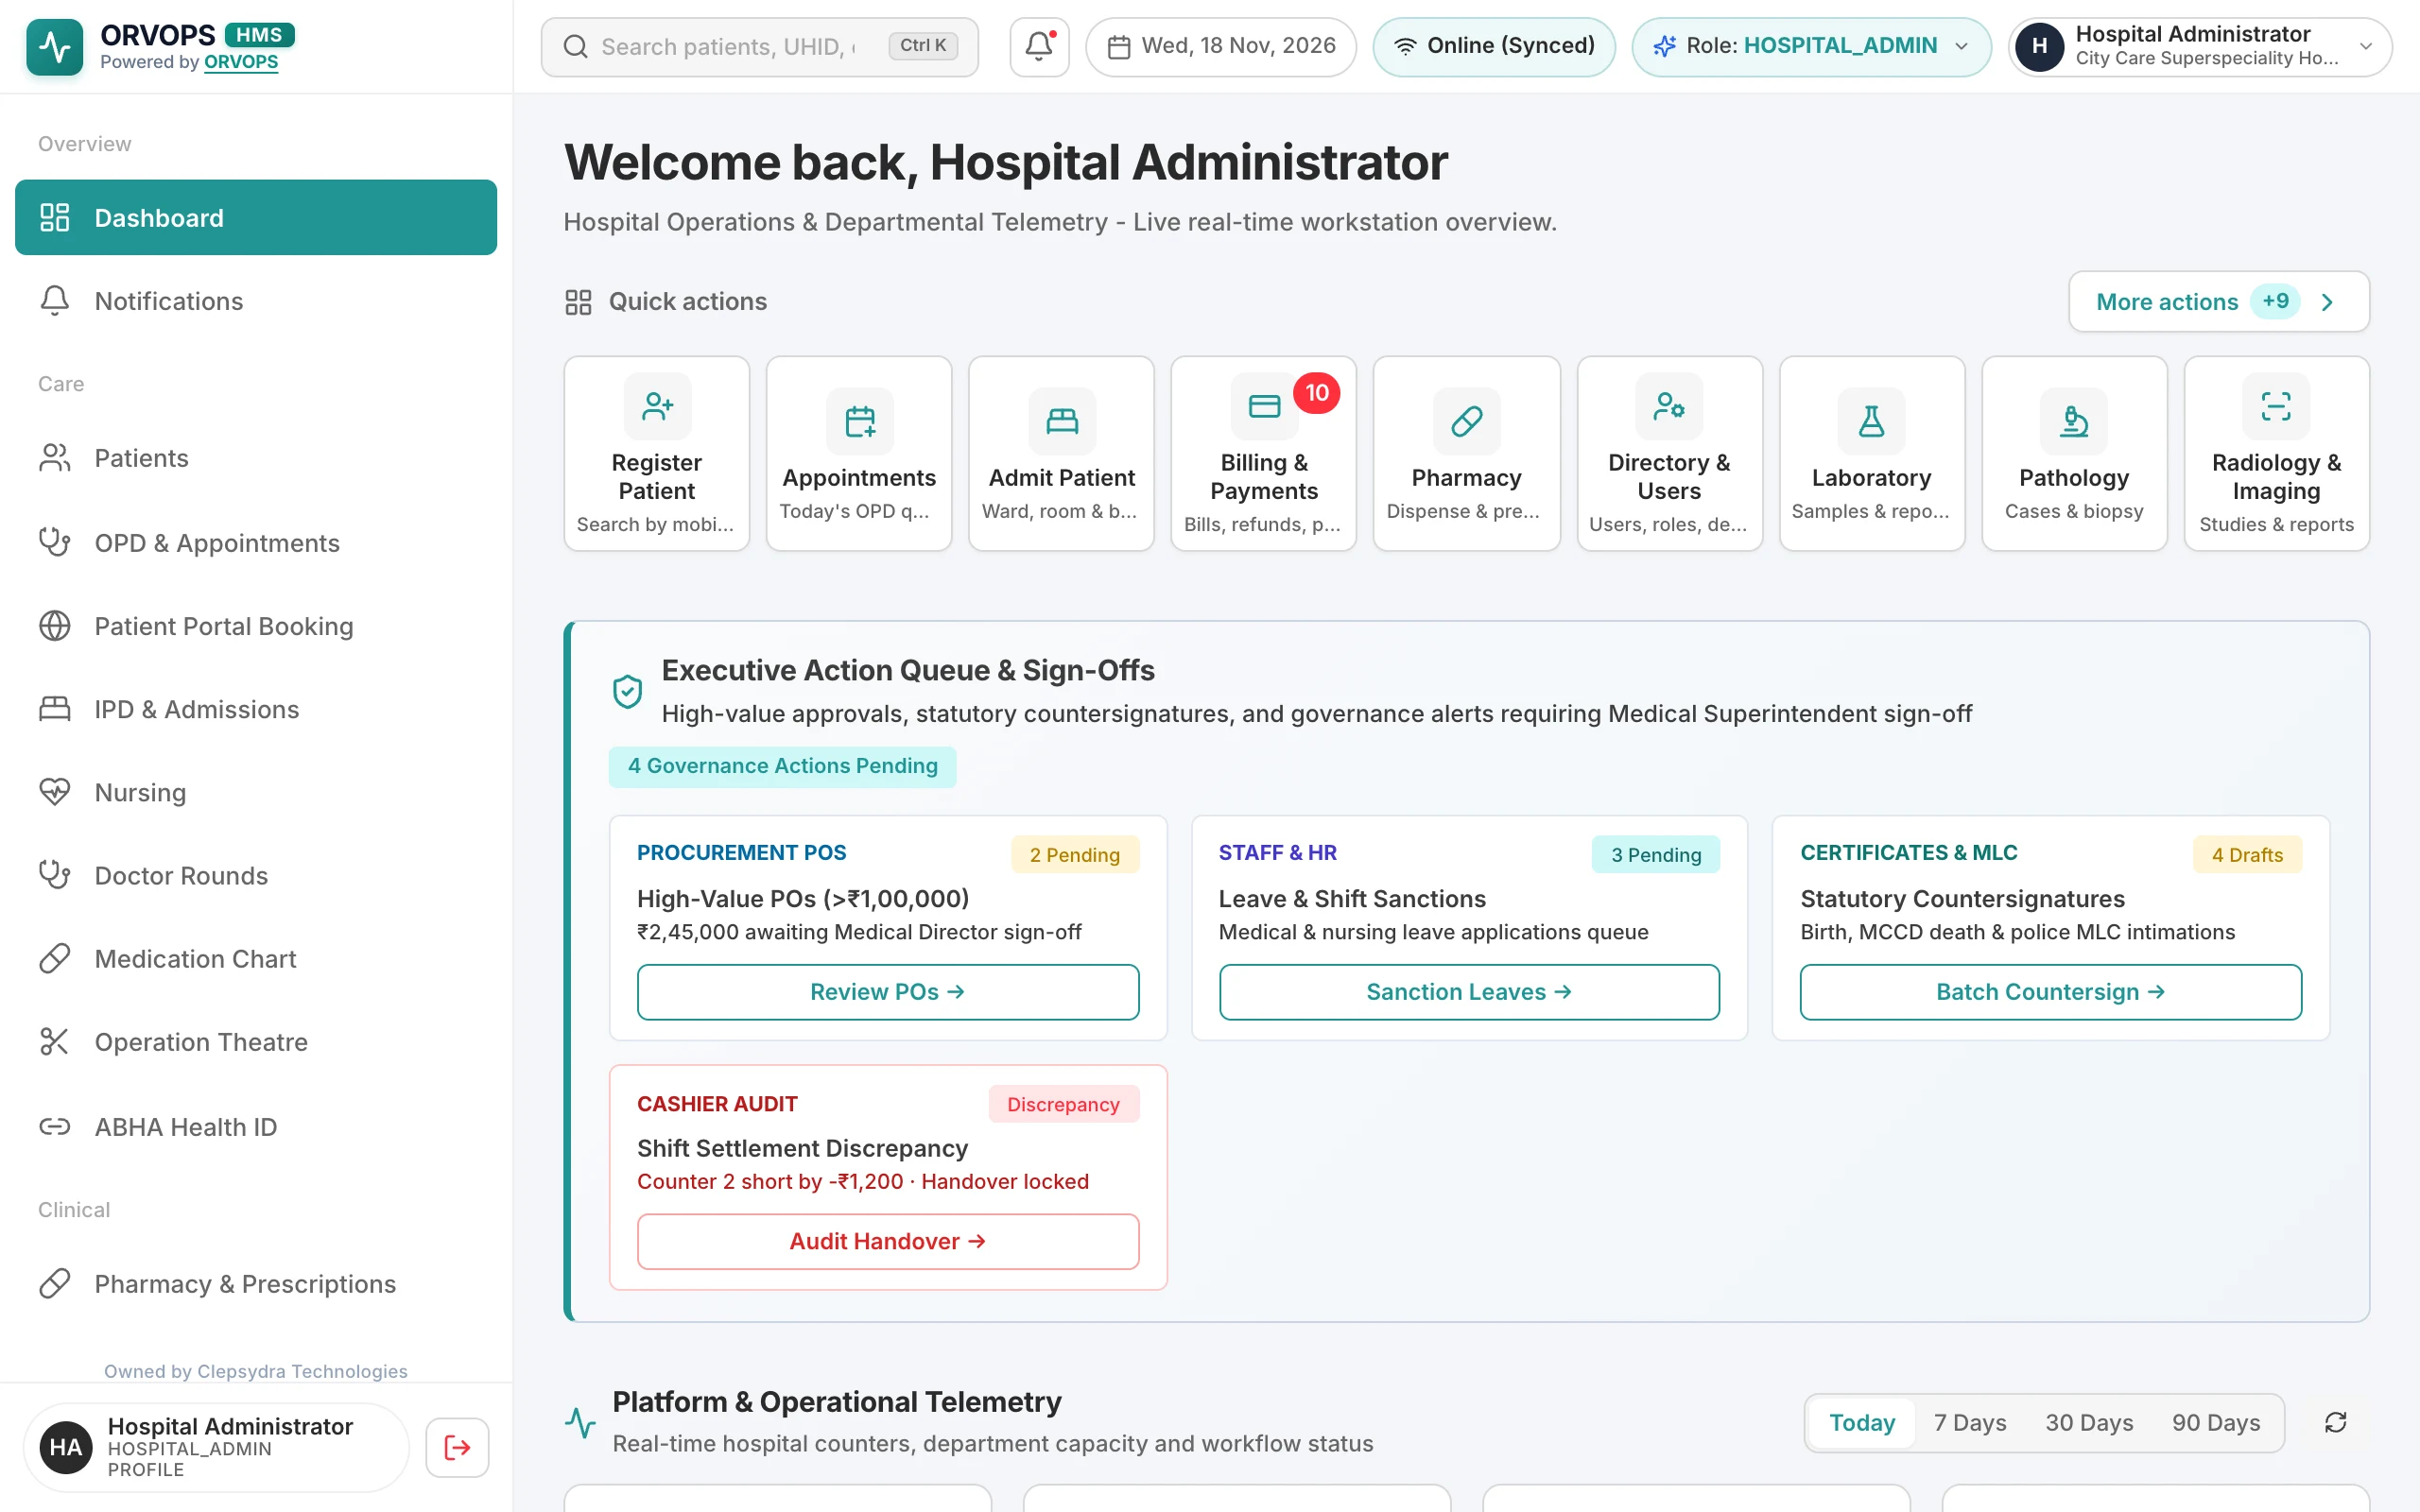 ORVOPS HMS
Powered by ORVOPS
Search patients, UHID,
Ctrl K
Wed, 18 Nov, 2026
Online (Synced)
Role: HOSPITAL_ADMIN
H
Hospital Administrator
City Care Superspeciality Ho...
Overview
Dashboard
Notifications
Care
Patients
OPD & Appointments
Patient Portal Booking
IPD & Admissions
Nursing
Doctor Rounds
Medication Chart
Operation Theatre
ABHA Health ID
Clinical
Pharmacy & Prescriptions
Owned by Clepsydra Technologies
HA
Hospital Administrator
HOSPITAL_ADMIN
PROFILE
Welcome back, Hospital Administrator
Hospital Operations & Departmental Telemetry - Live real-time workstation overview.
Quick actions
More actions +9
Register
Patient
Search by mobi...
Appointments
Today's OPD q...
Admit Patient
Ward, room & b...
10
Billing &
Payments
Bills, refunds, p...
Pharmacy
Dispense & pre...
Directory &
Users
Users, roles, de...
Laboratory
Samples & repo...
Pathology
Cases & biopsy
Radiology &
Imaging
Studies & reports
Executive Action Queue & Sign-Offs
High-value approvals, statutory countersignatures, and governance alerts requiring Medical Superintendent sign-off
4 Governance Actions Pending
PROCUREMENT POS
2 Pending
High-Value POs (>₹1,00,000)
₹2,45,000 awaiting Medical Director sign-off
Review POs →
STAFF & HR
3 Pending
Leave & Shift Sanctions
Medical & nursing leave applications queue
Sanction Leaves →
CERTIFICATES & MLC
4 Drafts
Statutory Countersignatures
Birth, MCCD death & police MLC intimations
Batch Countersign →
CASHIER AUDIT
Discrepancy
Shift Settlement Discrepancy
Counter 2 short by -₹1,200 · Handover locked
Audit Handover →
Platform & Operational Telemetry
Real-time hospital counters, department capacity and workflow status
Today
7 Days
30 Days
90 Days